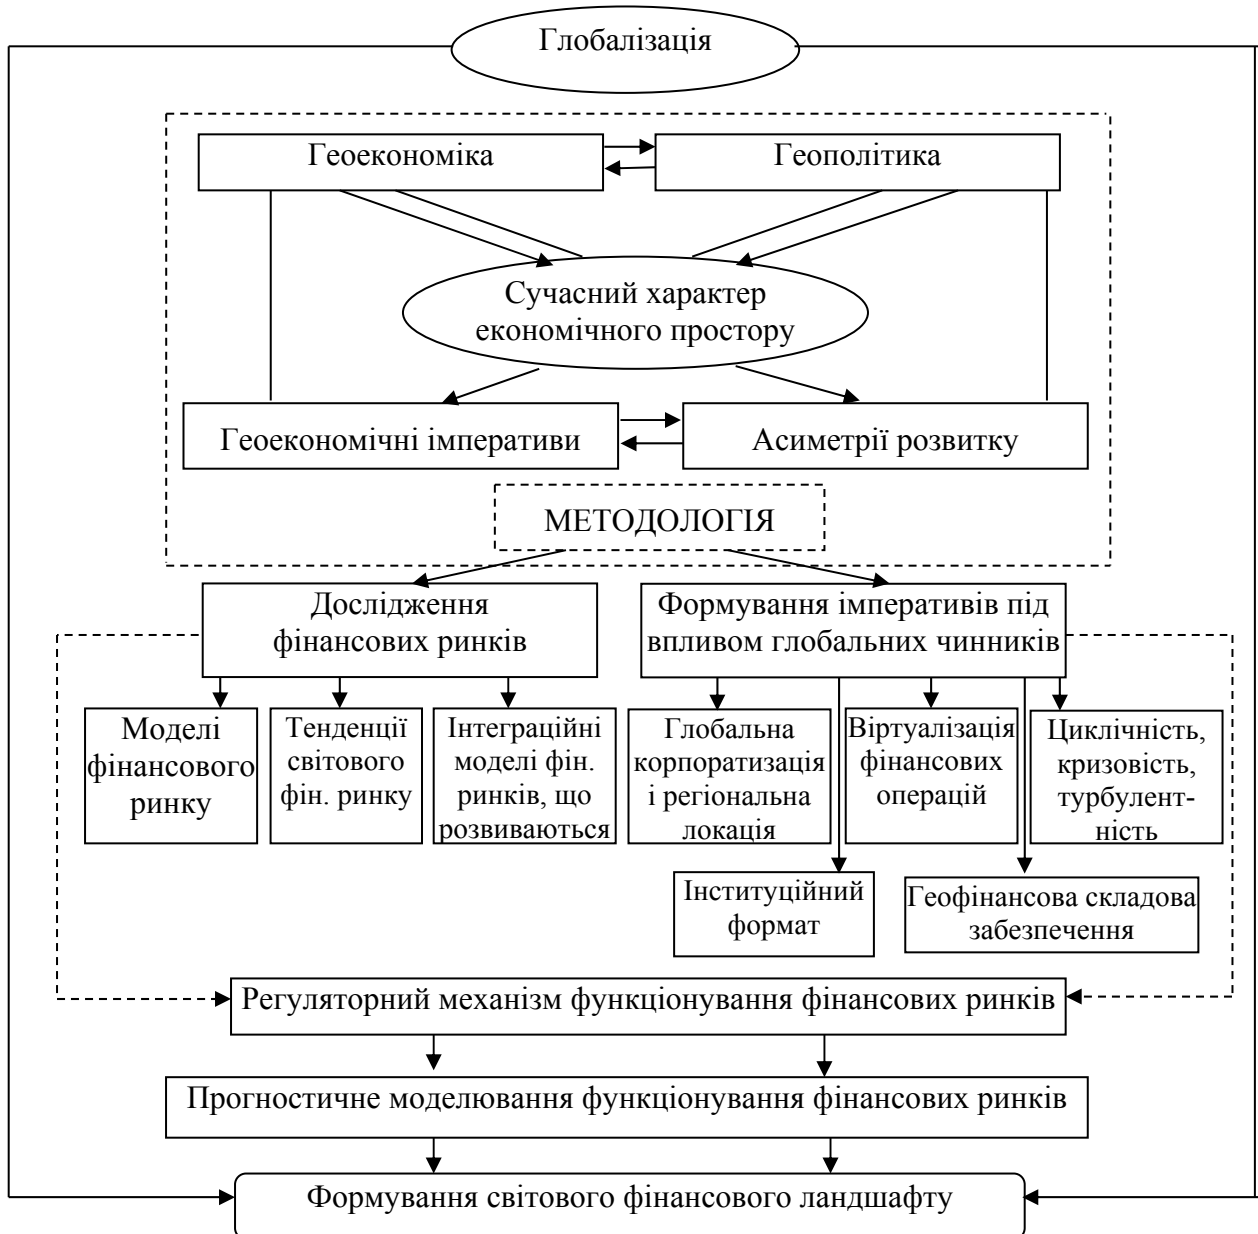 Глобалізація
Геоекономіка
Геополітика
Сучасний характер
економічного простору
Геоекономічні імперативи
Асиметрії розвитку
МЕТОДОЛОГІЯ
Дослідження
фінансових ринків
Формування імперативів під
впливом глобальних чинників
Моделі
фінансового
ринку
Тенденції
світового
фін. ринку
Інтеграційні
моделі фін.
ринків, що
розвиваються
Глобальна
корпоратизація
і регіональна
локація
Віртуалізація
фінансових
операцій
Циклічність,
кризовість,
турбулент-
ність
Інституційний
формат
Геофінансова складова
забезпечення
Регуляторний механізм функціонування фінансових ринків
Прогностичне моделювання функціонування фінансових ринків
Формування світового фінансового ландшафту